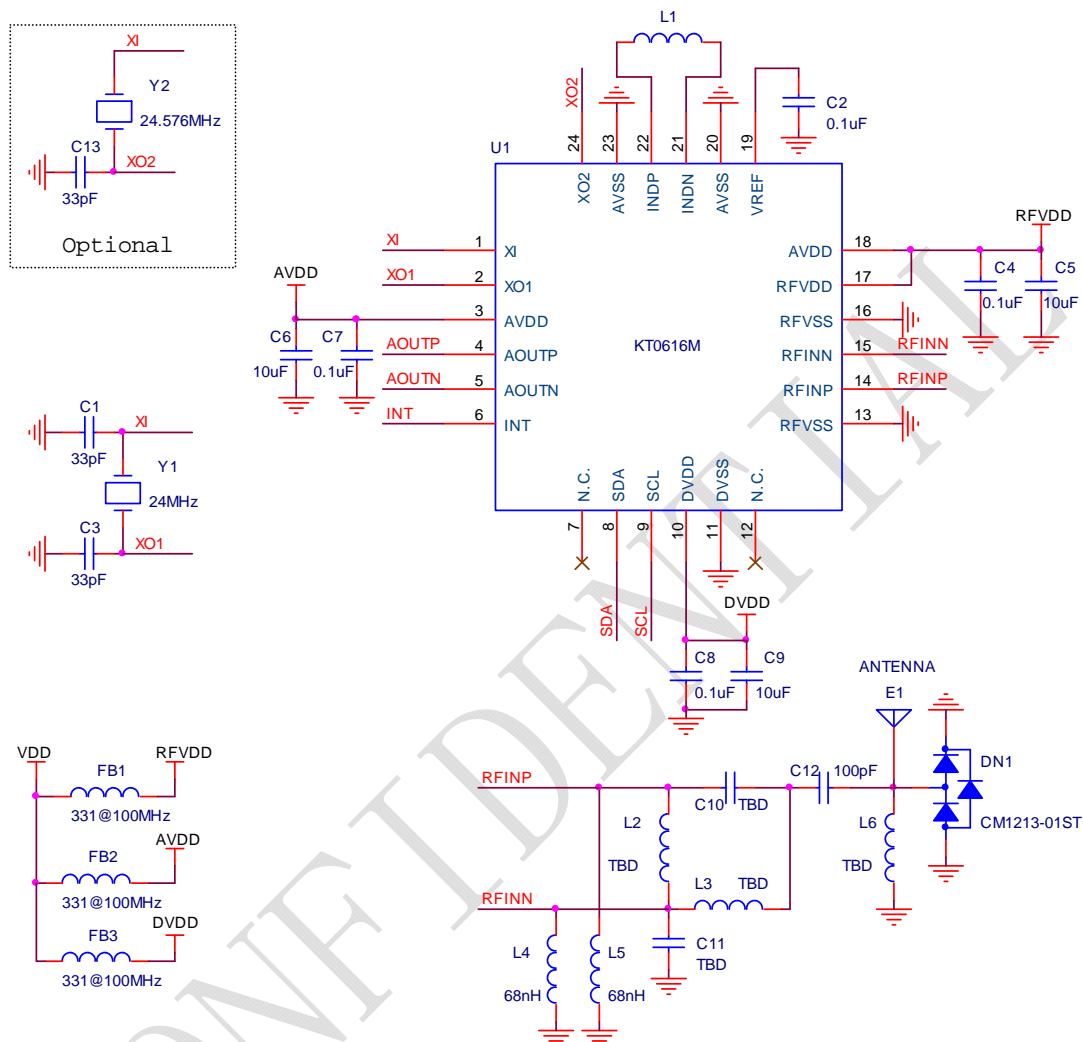 XI
Y2
24.576MHz
C13
XO2
33pF
Optional
L1
XO2
C2
0.1uF
24
23
22
21
20
19
U1
XO2
AVSS
INDP
INDN
AVSS
VREF
XI
1
XI
XO1
2
XO1
AVDD
3
AVDD
C6
C7
10uF
0.1uF
AOUTP
4
AOUTP
AOUTN
5
AOUTN
INT
6
INT
KT0616M
AVDD
18
RFVDD
17
RFVSS
16
RFINN
15
RFINN
RFINP
14
RFINP
RFVSS
13
RFVDD
C4
C5
0.1uF
10uF
N.C.
SDA
SCL
DVDD
DVSS
N.C.
7
8
9
10
11
12
SDA
SCL
DVDD
C8
C9
0.1uF
10uF
C1
XI
33pF
Y1
24MHz
C3
XO1
33pF
VDD
RFVDD
FB1
331@100MHz
AVDD
FB2
331@100MHz
DVDD
FB3
331@100MHz
ANTENNA
E1
RFINP
C10
TBD
C12
100pF
DN1
CM1213-01ST
L2
TBD
L6
TBD
L3
TBD
RFINN
L4
68nH
L5
68nH
C11
TBD
CONFIDENTIAL